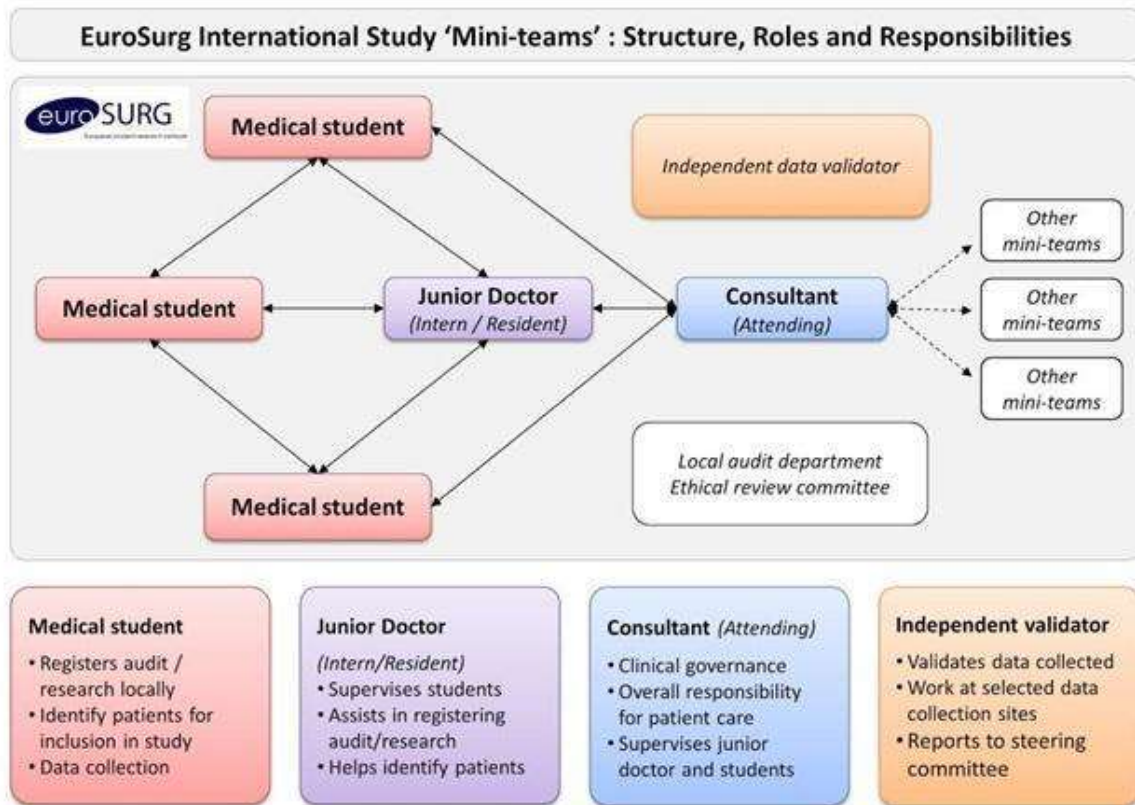 EuroSurg International Study ‘Mini-teams’ : Structure, Roles and Responsibilities
euroSURG
Medical student
Independent data validator
Other
mini-teams
Medical student
Junior Doctor
(Intern / Resident)
Consultant
(Attending)
Other
mini-teams
Other
mini-teams
Medical student
Local audit department
Ethical review committee
Medical student
• Registers audit /
research locally
• Identify patients for
inclusion in study
• Data collection
Junior Doctor
(Intern/Resident)
• Supervises students
• Assists in registering
audit/research
• Helps identify patients
Consultant (Attending)
• Clinical governance
• Overall responsibility
for patient care
• Supervises junior
doctor and students
Independent validator
• Validates data collected
• Work at selected data
collection sites
• Reports to steering
committee